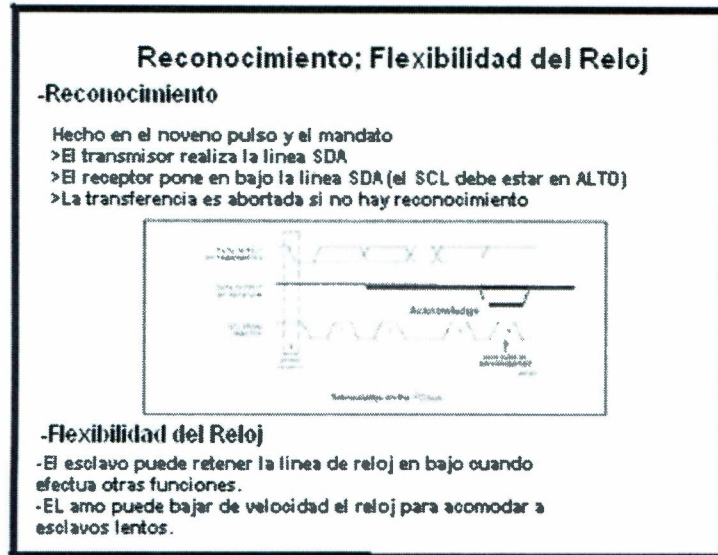 Reconocimiento; Flexibilidad del Reloj
-Reconocimiento
Hecho en el noveno pulso y el mandato
>El transmisor realiza la linea SDA
>El receptor pone en bajo la linea SDA (el SCL debe estar en ALTO)
>La transferencia es abortada si no hay reconocimiento
Acknowledge
-Flexibilidad del Reloj
-El esclavo puede retener la línea de reloj en bajo cuando
efectua otras funciones.
-EL amo puede bajar de velocidad el reloj para acomodar a
esclavos lentos.